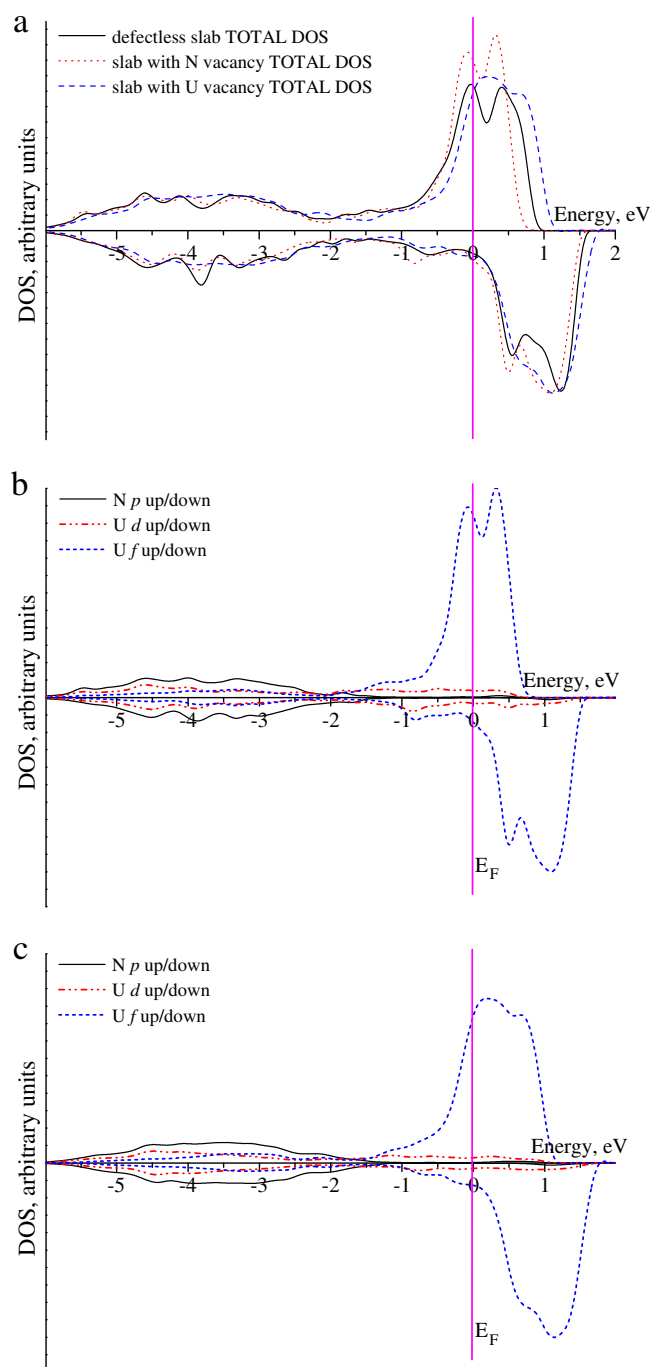 a
defectless slab TOTAL DOS
slab with N vacancy TOTAL DOS
slab with U vacancy TOTAL DOS
DOS, arbitrary units
Energy, eV
-5 -4 -3 -2 -1 0 1 2
b
N p up/down
U d up/down
U f up/down
DOS, arbitrary units
Energy, eV
-5 -4 -3 -2 -1 0 1
E_F
c
N p up/down
U d up/down
U f up/down
DOS, arbitrary units
Energy, eV
-5 -4 -3 -2 -1 0 1
E_F